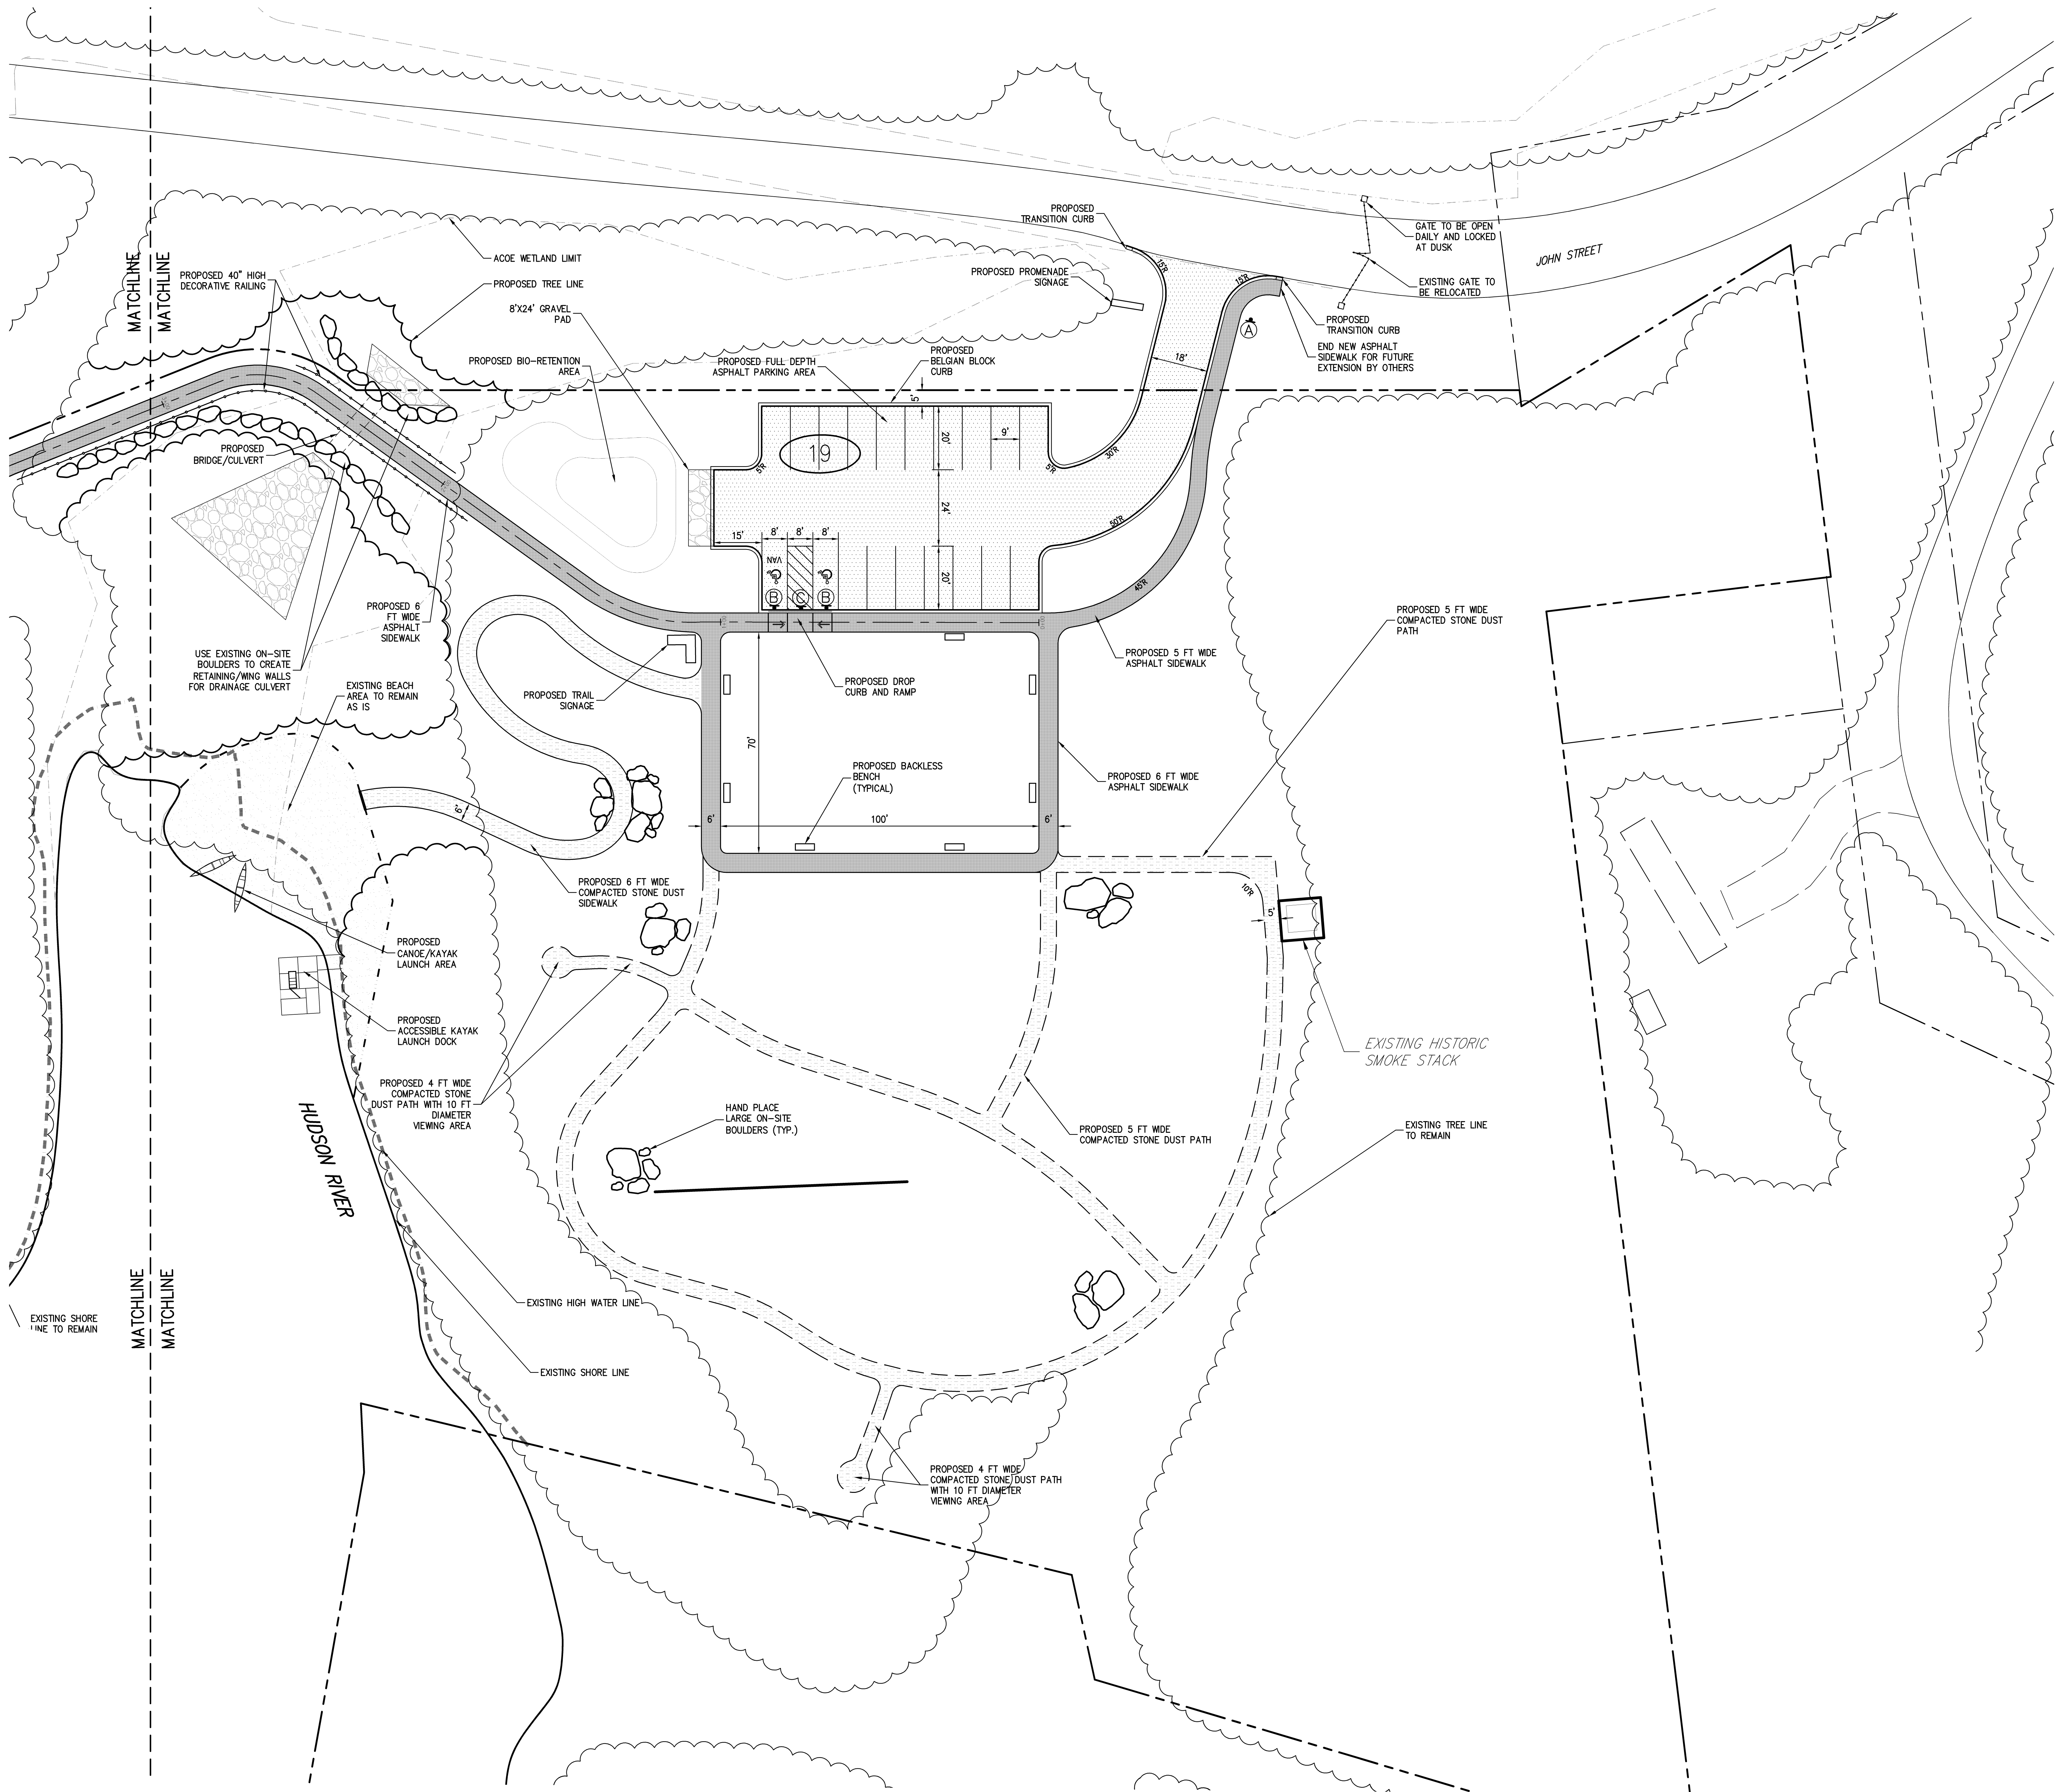 PROPOSED
TRANSITION CURB
GATE TO BE OPEN
DAILY AND LOCKED
AT DUSK
JOHN STREET
ACOE WETLAND LIMIT
MATCHLINE
MATCHLINE
PROPOSED 40" HIGH
DECORATIVE RAILING
PROPOSED TREE LINE
PROPOSED PROMENADE
SIGNAGE
15'R
15'R
EXISTING GATE TO
BE RELOCATED
8'X24' GRAVEL
PAD
A
PROPOSED
TRANSITION CURB
END NEW ASPHALT
SIDEWALK FOR FUTURE
EXTENSION BY OTHERS
PROPOSED BIO-RETENTION
AREA
PROPOSED FULL DEPTH
ASPHALT PARKING AREA
PROPOSED
BELGIAN BLOCK
CURB
18'
5'
20'
9'
19
5'R
5'R
30'R
PROPOSED
BRIDGE/CULVERT
24'
50'R
15'
8'
8'
8'
VAN
20'
B
C
B
45'R
PROPOSED 6
FT WIDE
ASPHALT
SIDEWALK
PROPOSED 5 FT WIDE
COMPACTED STONE DUST
PATH
USE EXISTING ON-SITE
BOULDERS TO CREATE
RETAINING/WING WALLS
FOR DRAINAGE CULVERT
EXISTING BEACH
AREA TO REMAIN
AS IS
PROPOSED TRAIL
SIGNAGE
PROPOSED DROP
CURB AND RAMP
PROPOSED 5 FT WIDE
ASPHALT SIDEWALK
70'
PROPOSED BACKLESS
BENCH
(TYPICAL)
PROPOSED 6 FT WIDE
ASPHALT SIDEWALK
6'
6'
100'
6'
PROPOSED 6 FT WIDE
COMPACTED STONE DUST
SIDEWALK
10'R
5'
PROPOSED
CANOE/KAYAK
LAUNCH AREA
PROPOSED
ACCESSIBLE KAYAK
LAUNCH DOCK
EXISTING HISTORIC
SMOKE STACK
PROPOSED 4 FT WIDE
COMPACTED STONE
DUST PATH WITH 10 FT
DIAMETER
VIEWING AREA
HUDSON RIVER
HAND PLACE
LARGE ON-SITE
BOULDERS (TYP.)
PROPOSED 5 FT WIDE
COMPACTED STONE DUST PATH
EXISTING TREE LINE
TO REMAIN
MATCHLINE
MATCHLINE
EXISTING SHORE
LINE TO REMAIN
EXISTING HIGH WATER LINE
EXISTING SHORE LINE
PROPOSED 4 FT WIDE
COMPACTED STONE DUST PATH
WITH 10 FT DIAMETER
VIEWING AREA